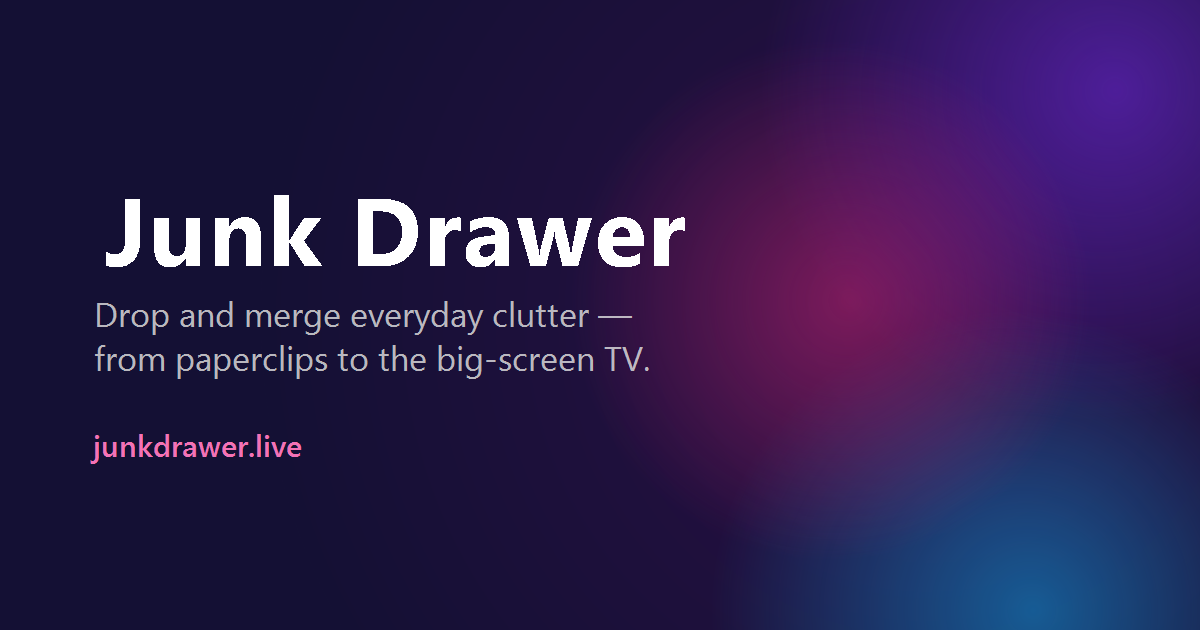 Junk Drawer
Drop and merge everyday clutter —
from paperclips to the big-screen TV.
junkdrawer.live